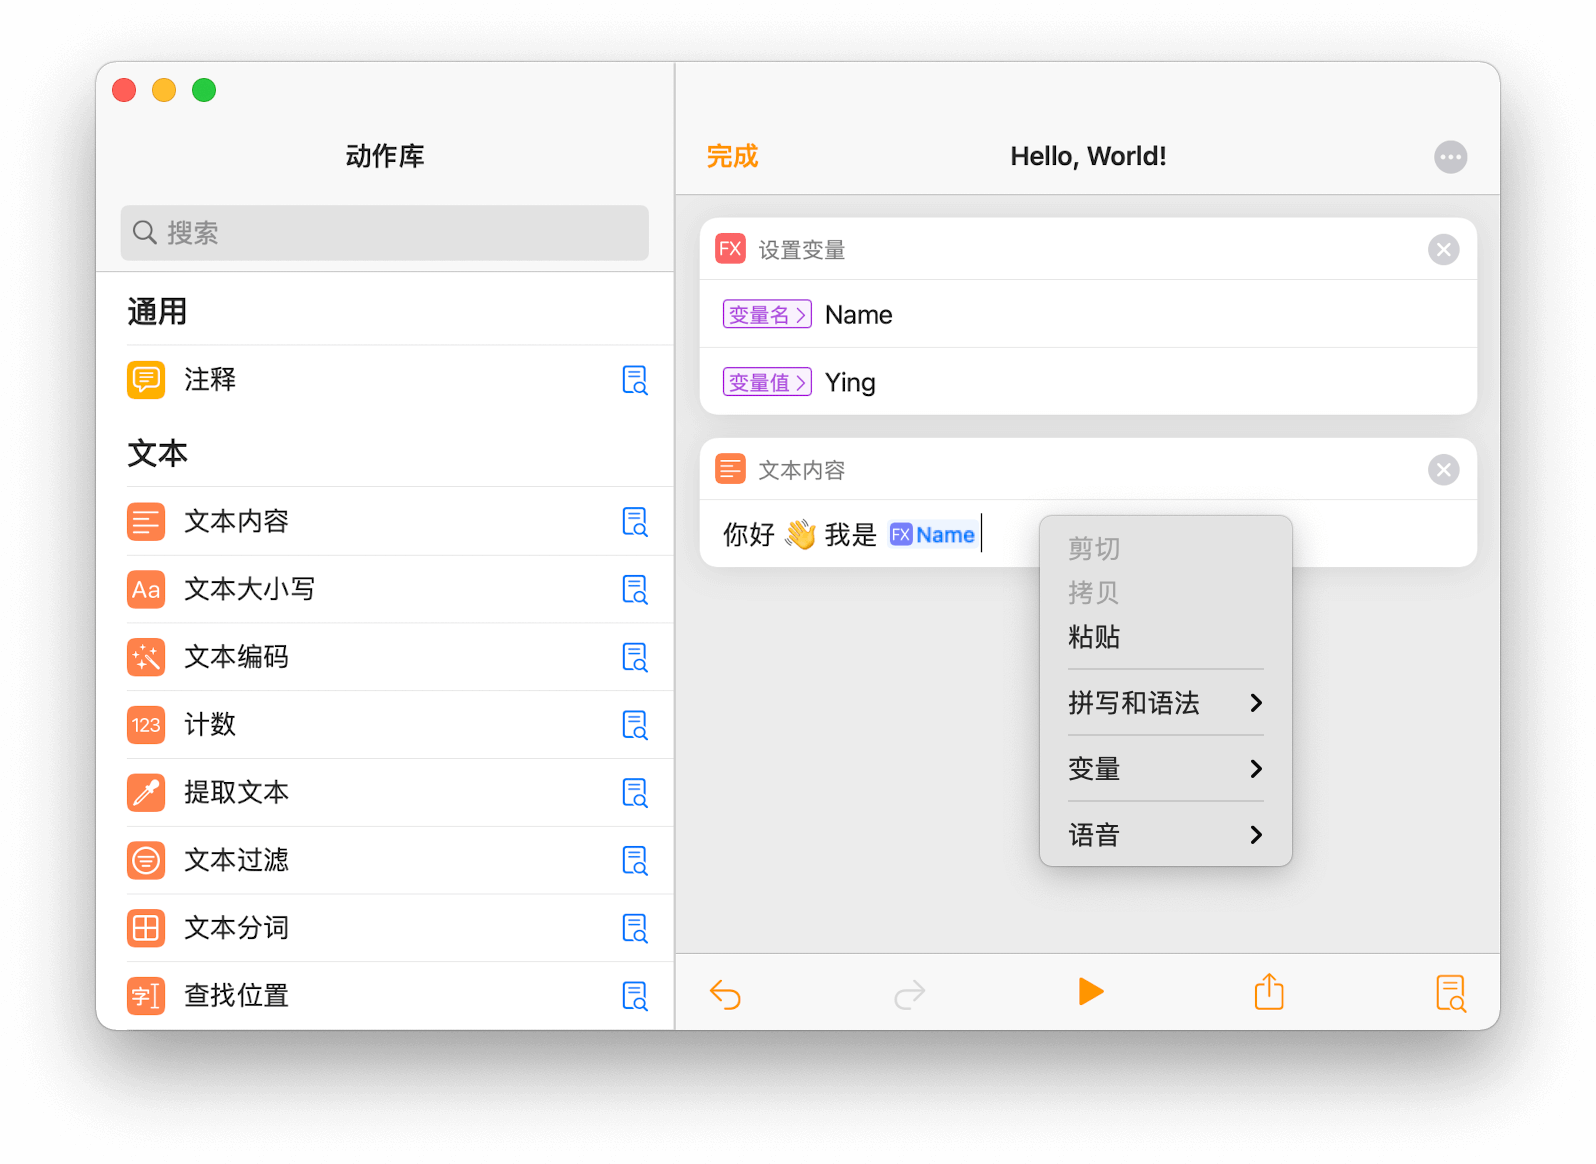 动作库
搜索
通用
注释
文本
文本内容
Aa 文本大小写
文本编码
123 计数
提取文本
文本过滤
文本分词
字 查找位置
完成
Hello, World!
FX 设置变量
变量名 Name
变量值 Ying
文本内容
你好 👋 我是 FX Name
剪切
拷贝
粘贴
拼写和语法
变量
语音